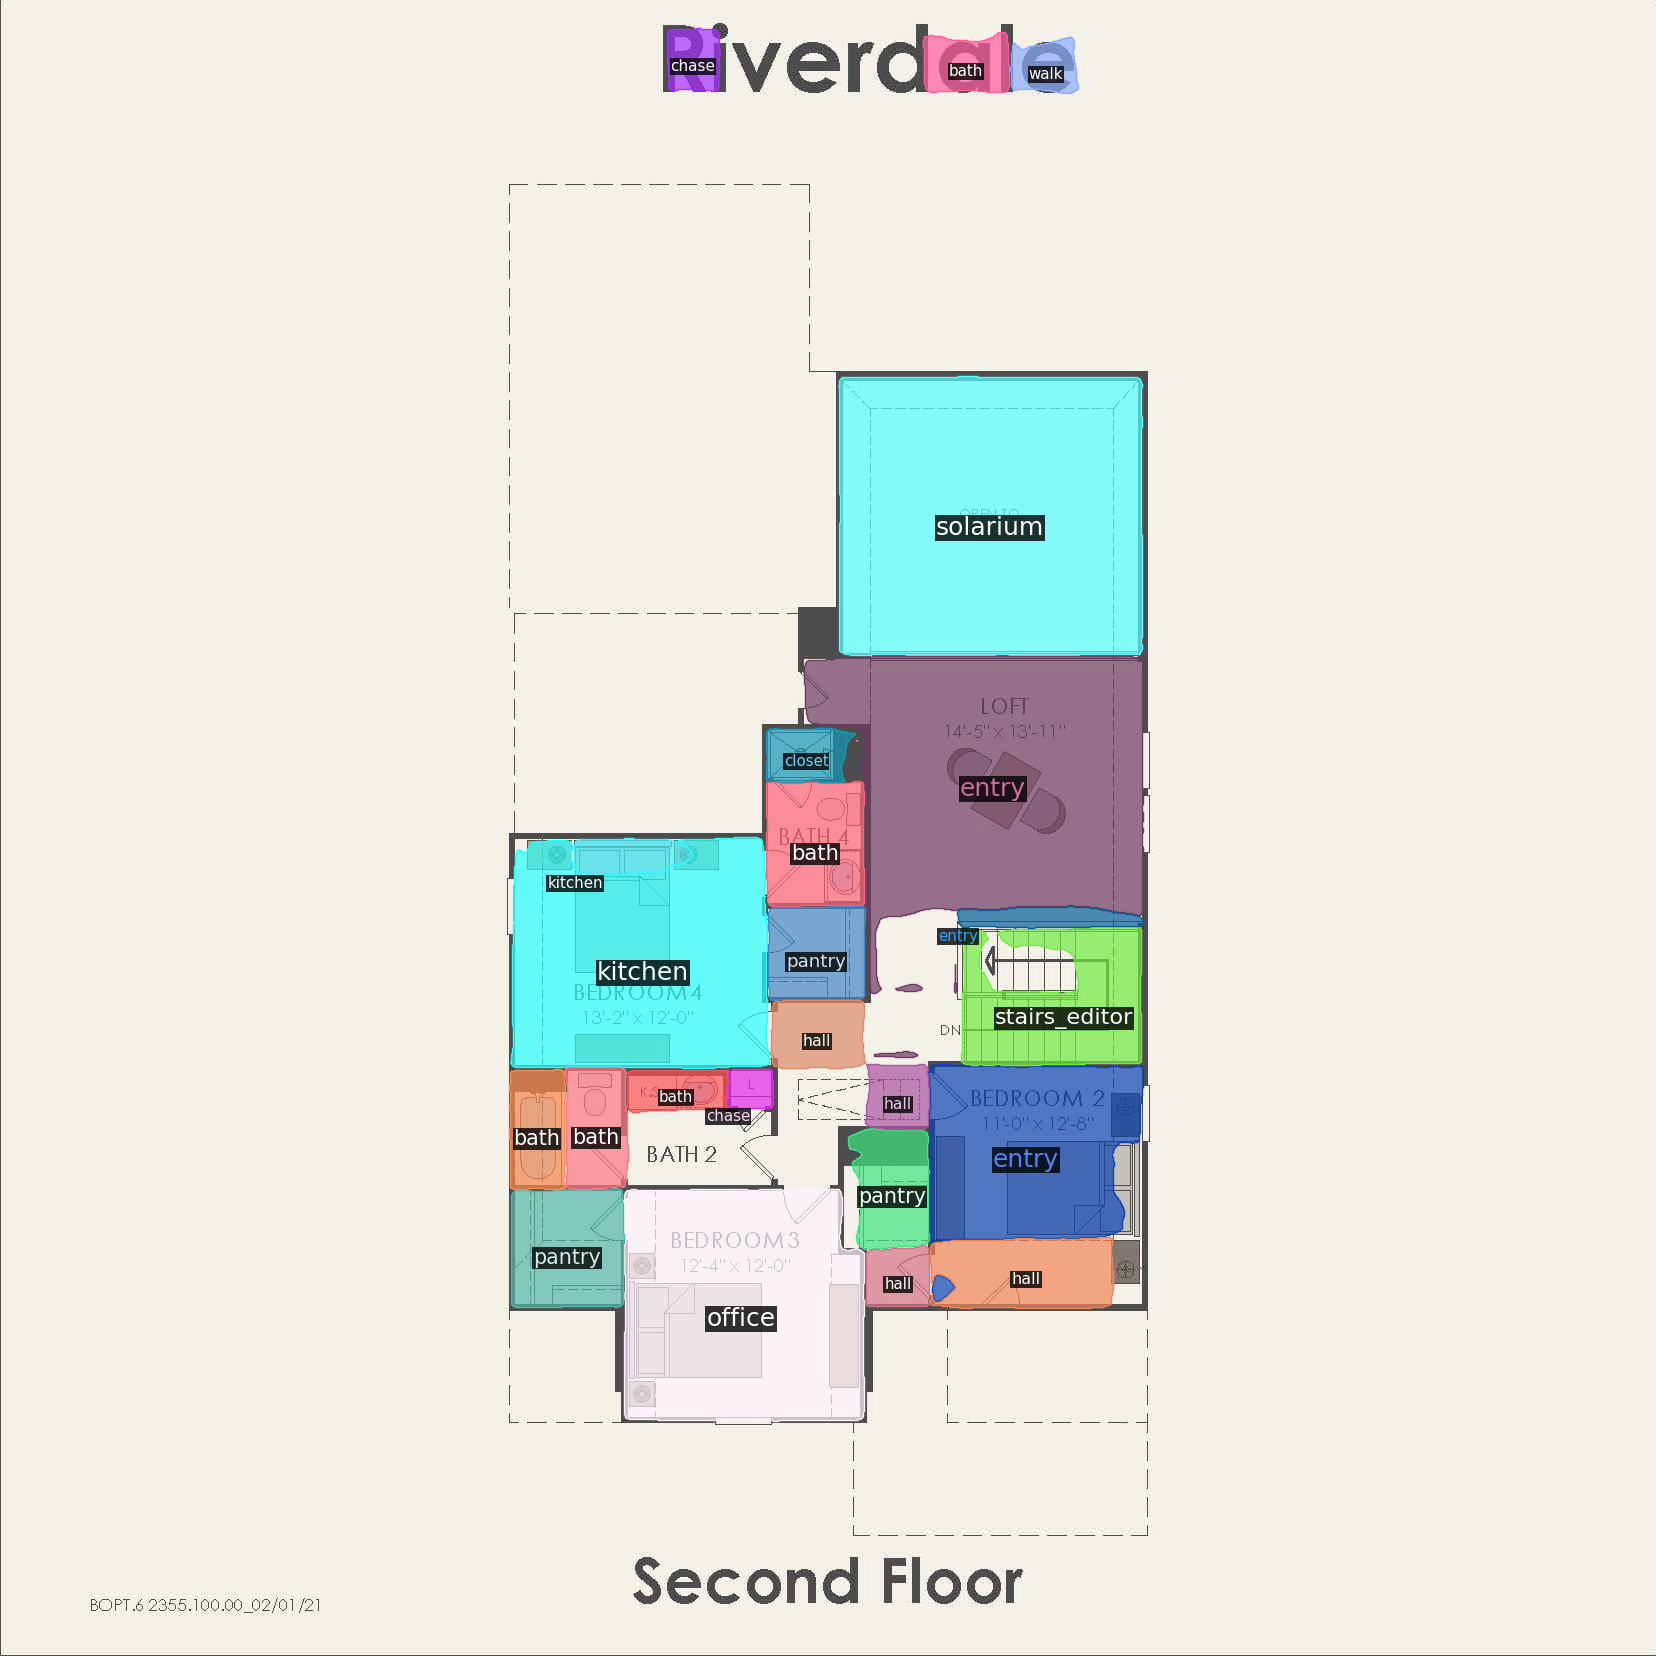 Riverdale
chase
bath
walk
OPEN TO
solarium
LOFT
14'-5" x 13'-11"
closet
entry
BATH 4
bath
kitchen
entry
pantry
kitchen
BEDROOM 4
13'-2" x 12'-0"
stairs_editor
DN
hall
L
K.S.
bath
chase
hall
BEDROOM 2
11'-0" x 12'-8"
bath
bath
BATH 2
entry
pantry
BEDROOM 3
12'-4" x 12'-0"
pantry
hall
hall
office
Second Floor
BOPT.6 2355.100.00_02/01/21